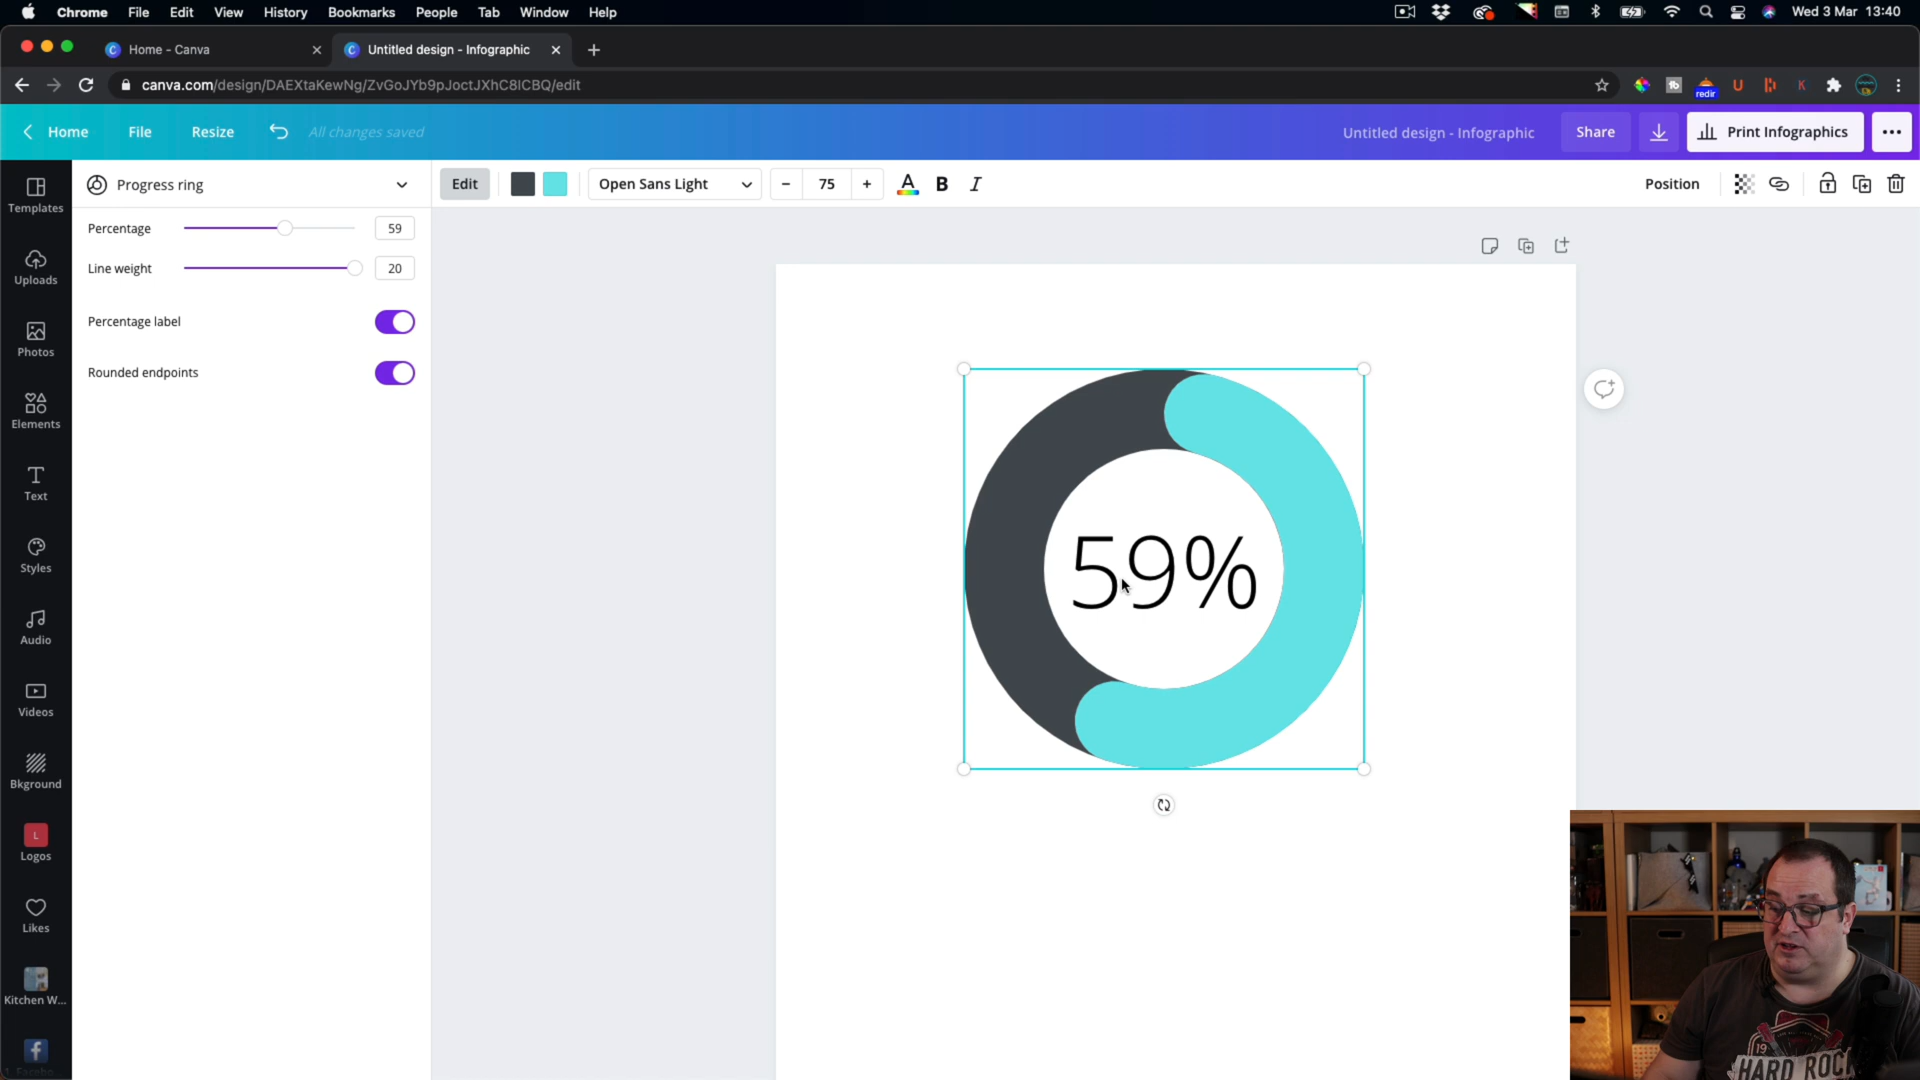 Chrome File Edit View History Bookmarks People Tab Window Help Wed 3 Mar 13:40
Home - Canva Untitled design - Infographic
canva.com/design/DAEXtaKewNg/ZvGoJYb9pJoctJXhC8ICBQ/edit redir
Home File Resize All changes saved Untitled design - Infographic Share Print Infographics
Progress ring
Edit Open Sans Light - 75 + A B I Position
Percentage 59
Line weight 20
Percentage label
Rounded endpoints
Templates
Uploads
Photos
Elements
Text
Styles
Audio
Videos
Bkground
L
Logos
Likes
Kitchen W...
59%
19
HARD ROC